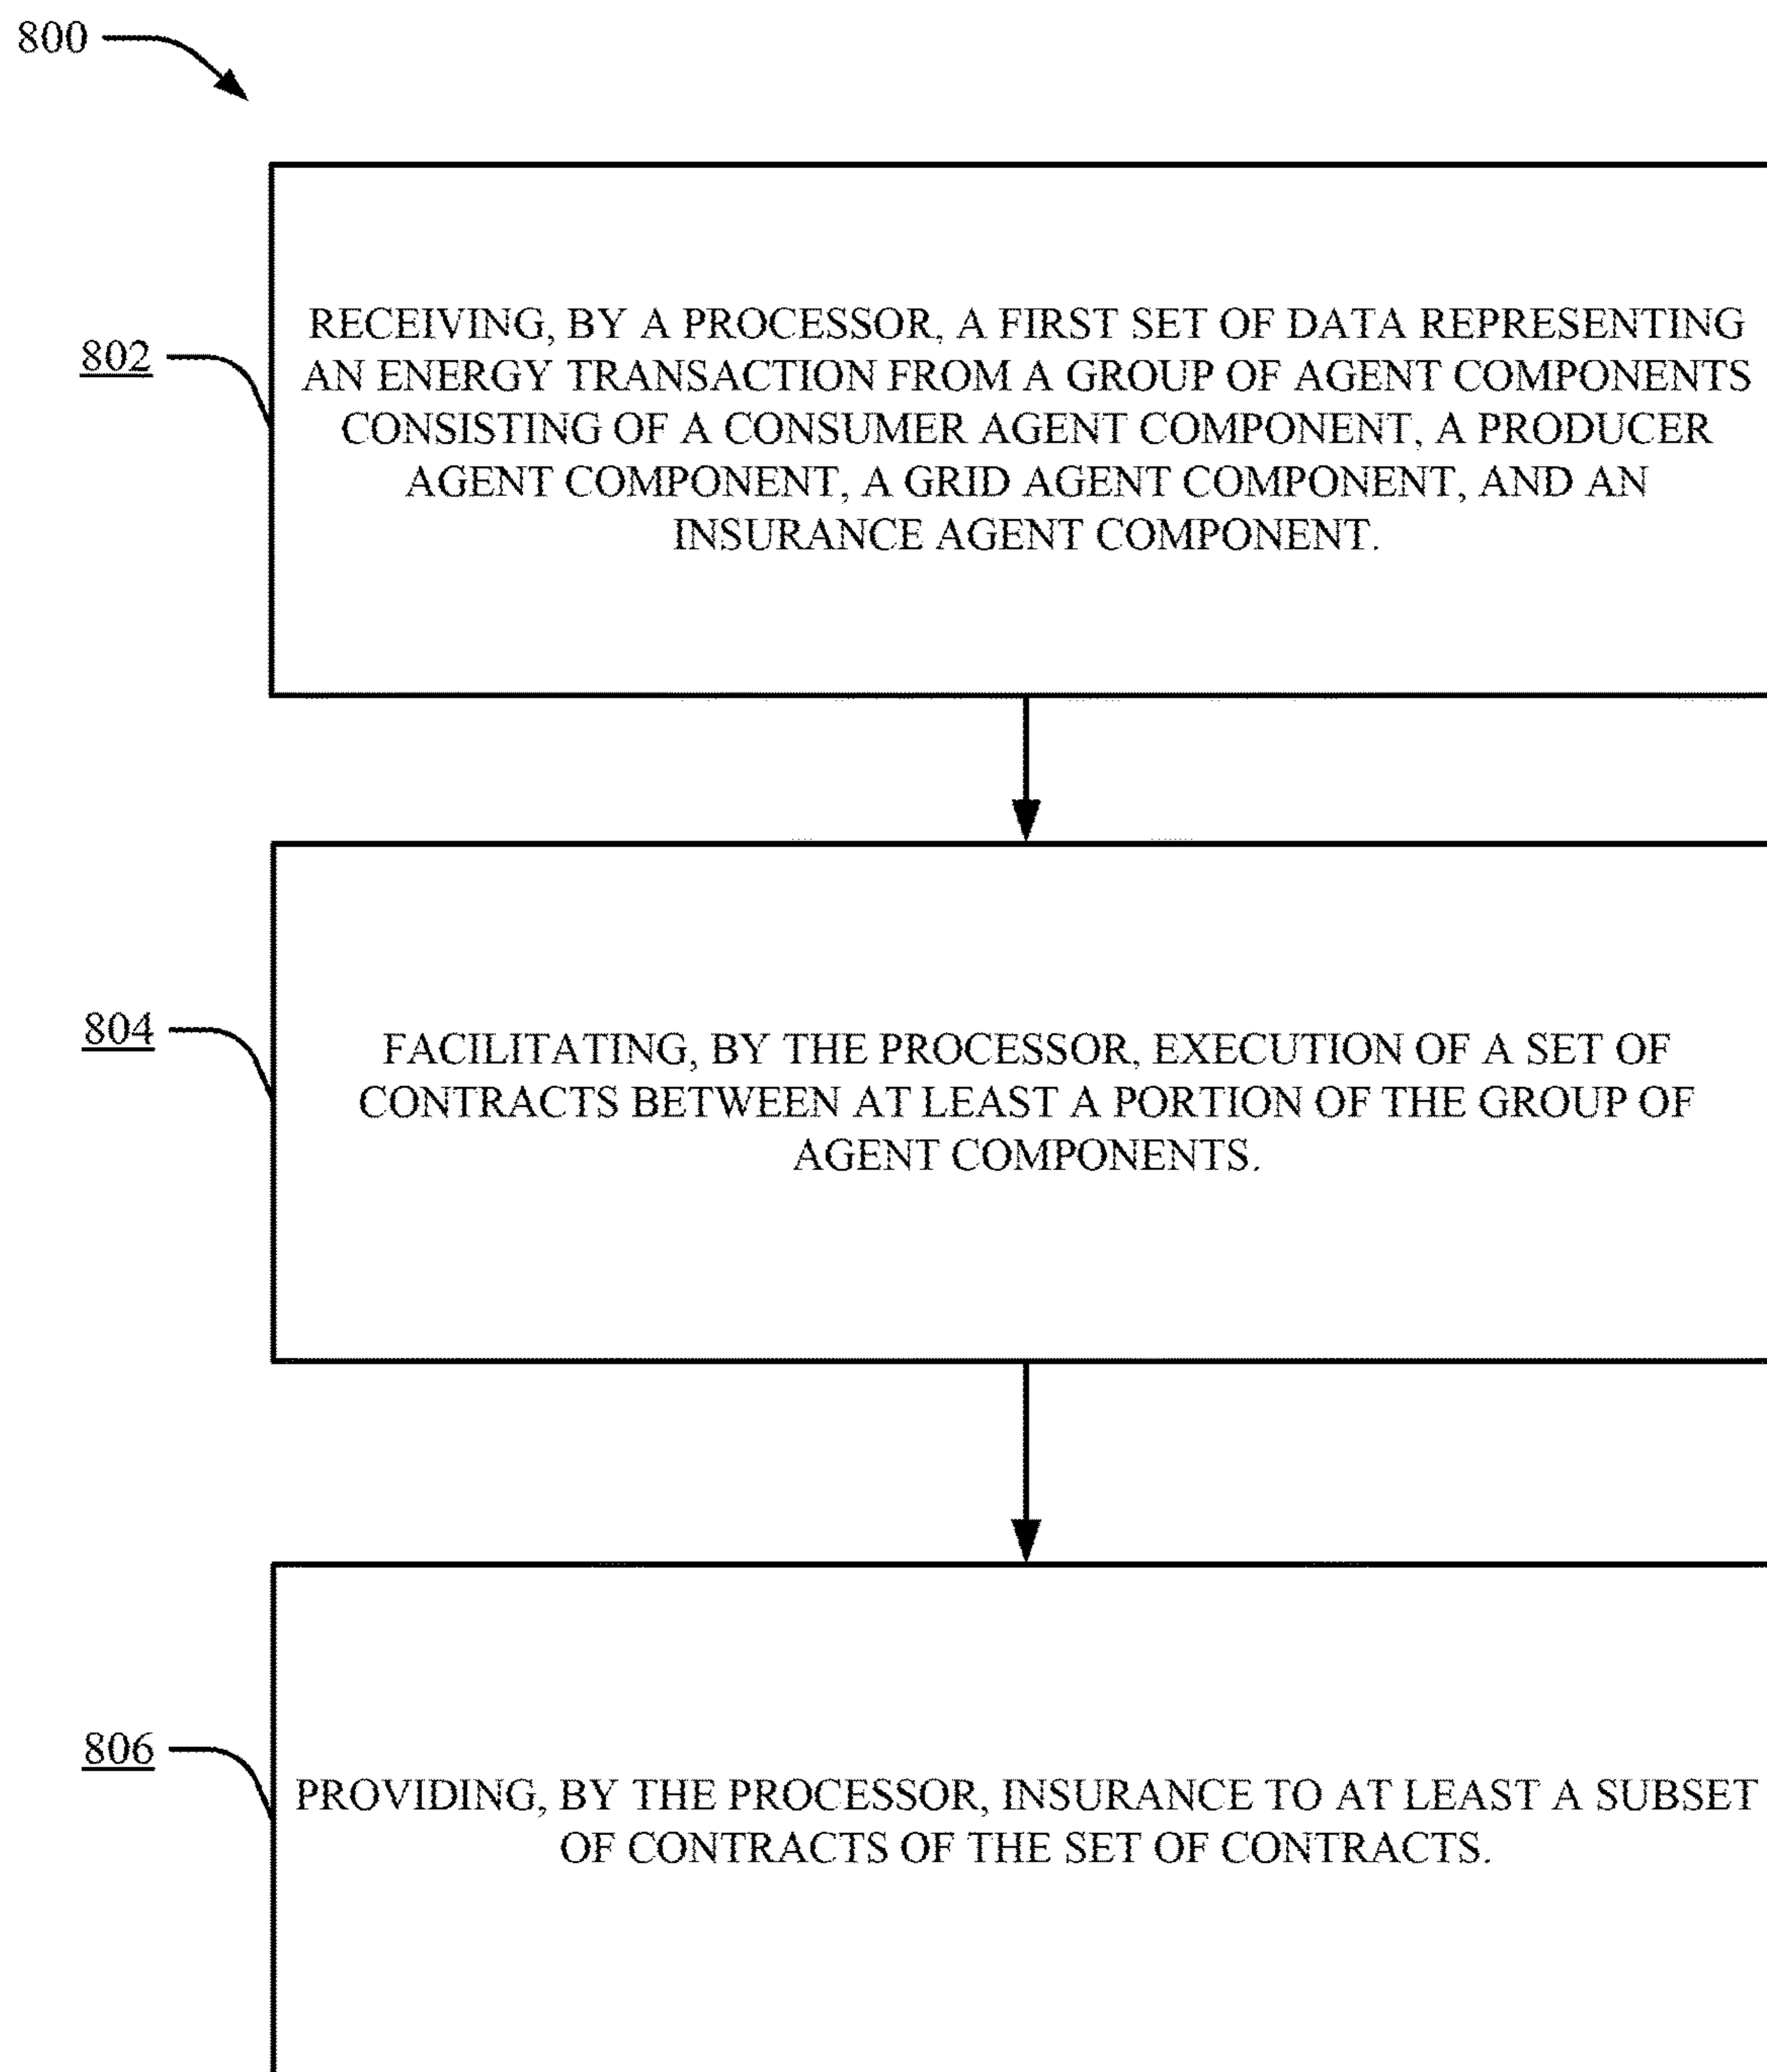 800
802
RECEIVING, BY A PROCESSOR, A FIRST SET OF DATA REPRESENTING
AN ENERGY TRANSACTION FROM A GROUP OF AGENT COMPONENTS
CONSISTING OF A CONSUMER AGENT COMPONENT, A PRODUCER
AGENT COMPONENT, A GRID AGENT COMPONENT, AND AN
INSURANCE AGENT COMPONENT.
804
FACILITATING, BY THE PROCESSOR, EXECUTION OF A SET OF
CONTRACTS BETWEEN AT LEAST A PORTION OF THE GROUP OF
AGENT COMPONENTS.
806
PROVIDING, BY THE PROCESSOR, INSURANCE TO AT LEAST A SUBSET
OF CONTRACTS OF THE SET OF CONTRACTS.